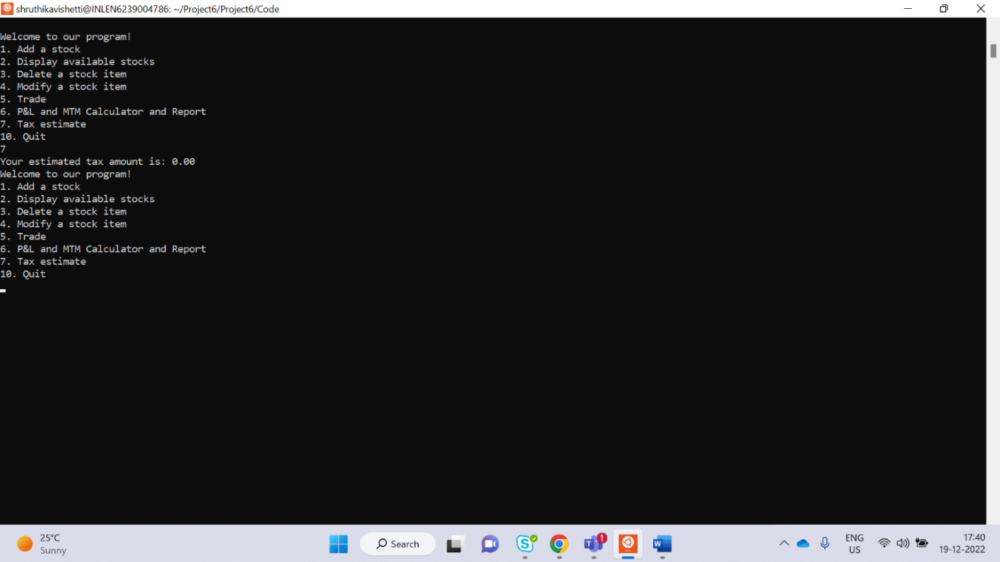 shruthikavishetti@INLEN6239004786: ~/Project6/Project6/Code
Welcome to our program!
1. Add a stock
2. Display available stocks
3. Delete a stock item
4. Modify a stock item
5. Trade
6. P&L and MTM Calculator and Report
7. Tax estimate
10. Quit
7
Your estimated tax amount is: 0.00
Welcome to our program!
1. Add a stock
2. Display available stocks
3. Delete a stock item
4. Modify a stock item
5. Trade
6. P&L and MTM Calculator and Report
7. Tax estimate
10. Quit
25°C
Sunny
Search
1
ENG
US
17:40
19-12-2022